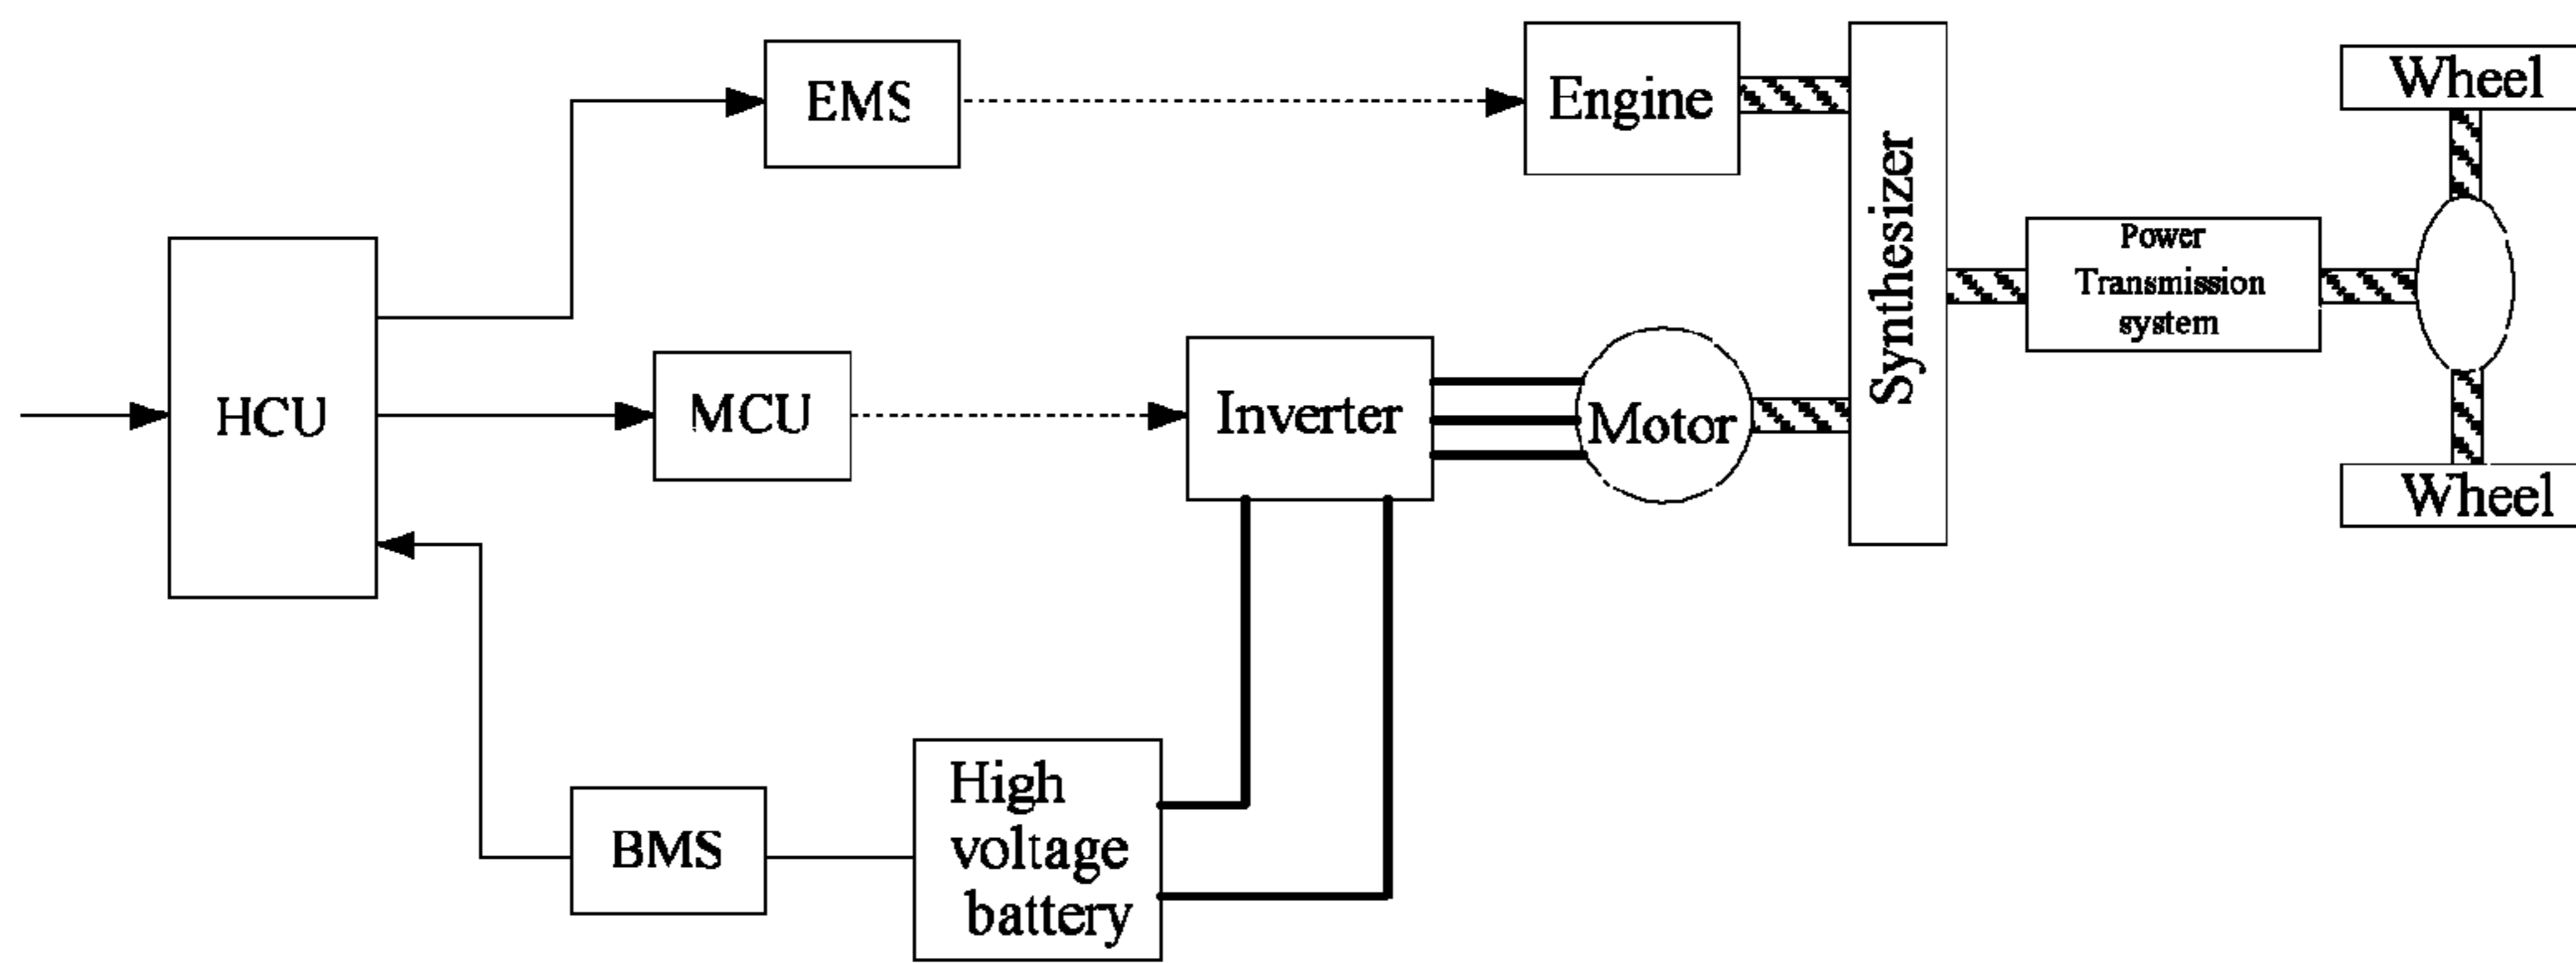 EMS
Engine
Wheel
Synthesizer
Power
Transmission
system
HCU
MCU
Inverter
Motor
Wheel
High
voltage
battery
BMS